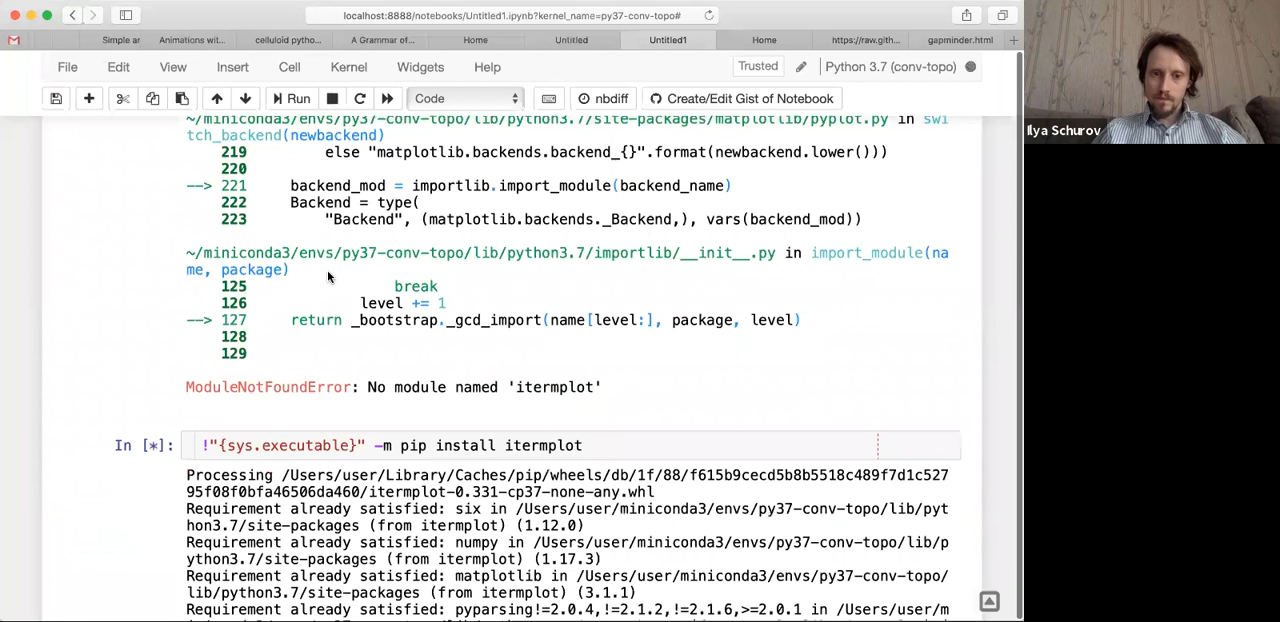 localhost:8888/notebooks/Untitled1.ipynb?kernel_name=py37-conv-topo#
Simple ar
Animations wit...
celluloid pytho...
A Grammar of...
Home
Untitled
Untitled1
Home
https://raw.gith...
gapminder.html
File Edit View Insert Cell Kernel Widgets Help Trusted Python 3.7 (conv-topo)
Run Code nbdiff Create/Edit Gist of Notebook
~/miniconda3/envs/py37-conv-topo/lib/python3.7/site-packages/matplotlib/pyplot.py in swi
tch_backend(newbackend)
219 else "matplotlib.backends.backend_{}".format(newbackend.lower()))
220
--> 221 backend_mod = importlib.import_module(backend_name)
222 Backend = type(
223 "Backend", (matplotlib.backends._Backend,), vars(backend_mod))
~/miniconda3/envs/py37-conv-topo/lib/python3.7/importlib/__init__.py in import_module(na
me, package)
125 break
126 level += 1
--> 127 return _bootstrap._gcd_import(name[level:], package, level)
128
129
ModuleNotFoundError: No module named 'itermplot'
In [*]: !"{sys.executable}" -m pip install itermplot
Processing /Users/user/Library/Caches/pip/wheels/db/1f/88/f615b9cecd5b8b5518c489f7d1c527
95f08f0bfa46506da460/itermplot-0.331-cp37-none-any.whl
Requirement already satisfied: six in /Users/user/miniconda3/envs/py37-conv-topo/lib/pyt
hon3.7/site-packages (from itermplot) (1.12.0)
Requirement already satisfied: numpy in /Users/user/miniconda3/envs/py37-conv-topo/lib/p
ython3.7/site-packages (from itermplot) (1.17.3)
Requirement already satisfied: matplotlib in /Users/user/miniconda3/envs/py37-conv-topo/
lib/python3.7/site-packages (from itermplot) (3.1.1)
Requirement already satisfied: pyparsing!=2.0.4,!=2.1.2,!=2.1.6,>=2.0.1 in /Users/user/m
Ilya Schurov